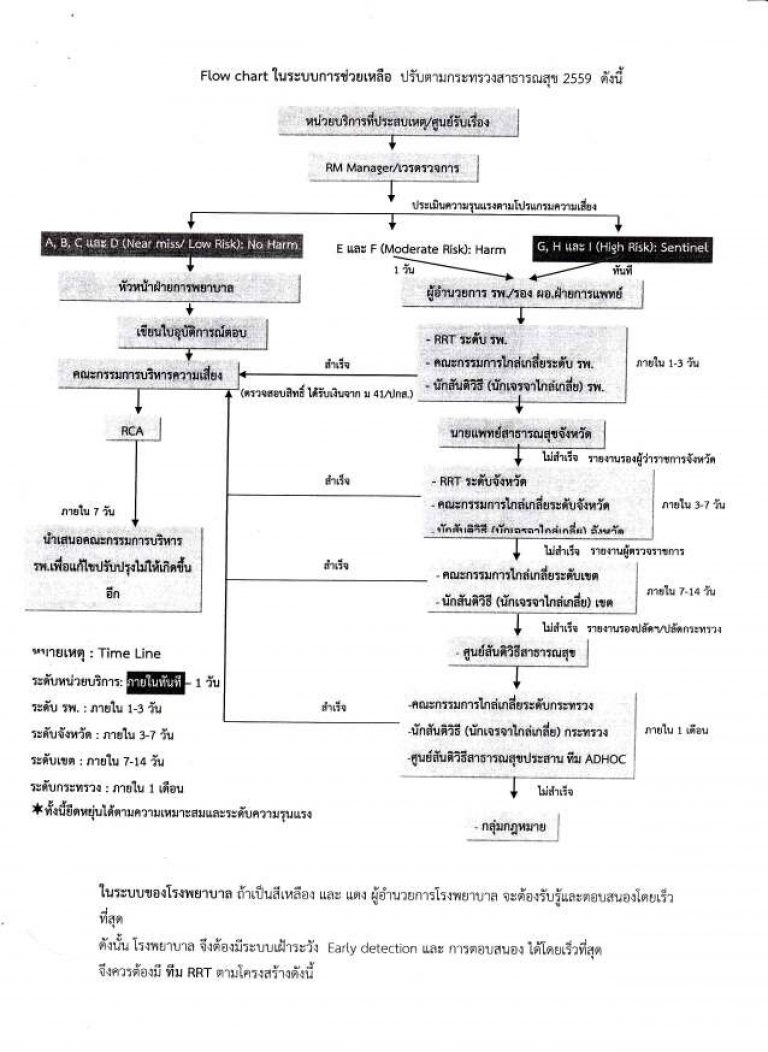 Flow chart ในระบบการช่วยเหลือ ปรับตามกระทรวงสาธารณสุข 2559 ดังนี้
หน่วยบริการที่ประสบเหตุ/ศูนย์รับเรื่อง
RM Manager/เวรตรวจการ
ประเมินความรุนแรงตามโปรแกรมความเสี่ยง
A, B, C และ D (Near miss/ Low Risk): No Harm
E และ F (Moderate Risk): Harm
G, H และ I (High Risk): Sentinel
1 วัน
ทันที
หัวหน้าฝ่ายการพยาบาล
ผู้อำนวยการ รพ./รอง ผอ.ฝ่ายการแพทย์
เขียนใบอุบัติการณ์ตอบ
- RRT ระดับ รพ.
- คณะกรรมการไกล่เกลี่ยระดับ รพ.
- นักสันติวิธี (นักเจรจาไกล่เกลี่ย) รพ.
ภายใน 1-3 วัน
สำเร็จ
คณะกรรมการบริหารความเสี่ยง
(ตรวจสอบสิทธิ์ ได้รับเงินจาก ม 41/ปกส.)
RCA
นายแพทย์สาธารณสุขจังหวัด
ไม่สำเร็จ รายงานรองผู้ว่าราชการจังหวัด
สำเร็จ
- RRT ระดับจังหวัด
- คณะกรรมการไกล่เกลี่ยระดับจังหวัด
- นักสันติวิธี (นักเจรจาไกล่เกลี่ย) จังหวัด
ภายใน 3-7 วัน
ภายใน 7 วัน
นำเสนอคณะกรรมการบริหาร
รพ.เพื่อแก้ไขปรับปรุงไม่ให้เกิดขึ้น
อีก
ไม่สำเร็จ รายงานผู้ตรวจราชการ
สำเร็จ
- คณะกรรมการไกล่เกลี่ยระดับเขต
- นักสันติวิธี (นักเจรจาไกล่เกลี่ย) เขต
ภายใน 7-14 วัน
ไม่สำเร็จ รายงานรองปลัดฯ/ปลัดกระทรวง
- ศูนย์สันติวิธีสาธารณสุข
หมายเหตุ : Time Line
ระดับหน่วยบริการ: ภายในทันที – 1 วัน
ระดับ รพ. : ภายใน 1-3 วัน
ระดับจังหวัด : ภายใน 3-7 วัน
ระดับเขต : ภายใน 7-14 วัน
ระดับกระทรวง : ภายใน 1 เดือน
*ทั้งนี้ยืดหยุ่นได้ตามความเหมาะสมและระดับความรุนแรง
สำเร็จ
-คณะกรรมการไกล่เกลี่ยระดับกระทรวง
-นักสันติวิธี (นักเจรจาไกล่เกลี่ย) กระทรวง
-ศูนย์สันติวิธีสาธารณสุขประสาน ทีม ADHOC
ภายใน 1 เดือน
ไม่สำเร็จ
- กลุ่มกฎหมาย
ในระบบของโรงพยาบาล ถ้าเป็นสีเหลือง และ แดง ผู้อำนวยการโรงพยาบาล จะต้องรับรู้และตอบสนองโดยเร็ว
ที่สุด
ดังนั้น โรงพยาบาล จึงต้องมีระบบเฝ้าระวัง Early detection และ การตอบสนอง ได้โดยเร็วที่สุด
จึงควรต้องมี ทีม RRT ตามโครงสร้างดังนี้